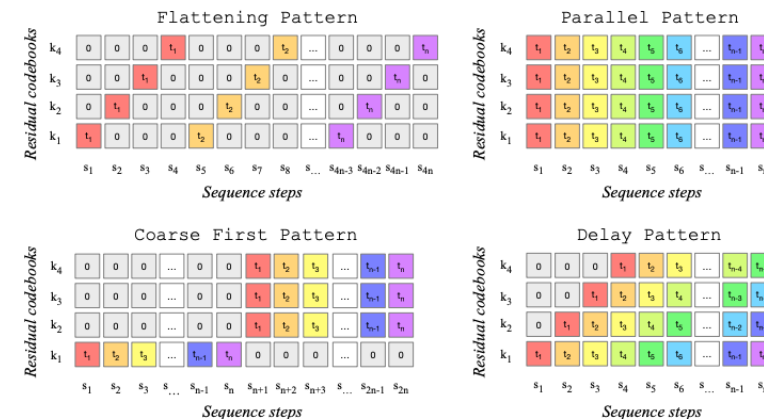 Flattening Pattern
Residual codebooks
k4 0 0 0 t1 0 0 0 t2 ... 0 0 0 tn
k3 0 0 t1 0 0 0 t2 0 ... 0 0 tn 0
k2 0 t1 0 0 0 t2 0 0 ... 0 tn 0 0
k1 t1 0 0 0 t2 0 0 0 ... tn 0 0 0
s1 s2 s3 s4 s5 s6 s7 s8 s... s4n-3 s4n-2 s4n-1 s4n
Sequence steps
Parallel Pattern
Residual codebooks
k4 t1 t2 t3 t4 t5 t6 ... tn-1
k3 t1 t2 t3 t4 t5 t6 ... tn-1
k2 t1 t2 t3 t4 t5 t6 ... tn-1
k1 t1 t2 t3 t4 t5 t6 ... tn-1
s1 s2 s3 s4 s5 s6 s... sn-1
Sequence steps
Coarse First Pattern
Residual codebooks
k4 0 0 0 ... 0 0 t1 t2 t3 ... tn-1 tn
k3 0 0 0 ... 0 0 t1 t2 t3 ... tn-1 tn
k2 0 0 0 ... 0 0 t1 t2 t3 ... tn-1 tn
k1 t1 t2 t3 ... tn-1 tn 0 0 0 ... 0 0
s1 s2 s3 s... sn-1 sn sn+1 sn+2 sn+3 s... s2n-1 s2n
Sequence steps
Delay Pattern
Residual codebooks
k4 0 0 0 t1 t2 t3 ... tn-4
k3 0 0 t1 t2 t3 t4 ... tn-3
k2 0 t1 t2 t3 t4 t5 ... tn-2
k1 t1 t2 t3 t4 t5 t6 ... tn-1
s1 s2 s3 s4 s5 s6 s... sn-1
Sequence steps